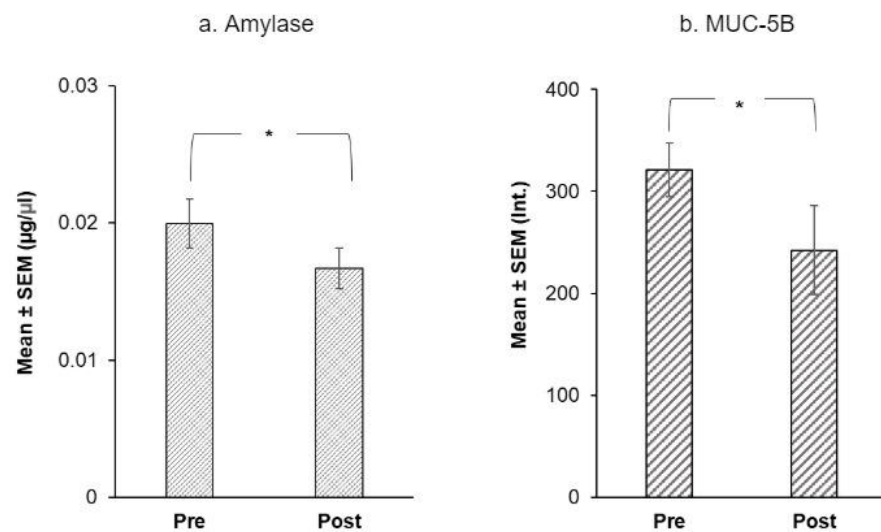 a. Amylase
Mean ± SEM (µg/µl)
0.03
0.02
0.01
0
*
Pre
Post
b. MUC-5B
Mean ± SEM (Int.)
400
300
200
100
0
*
Pre
Post